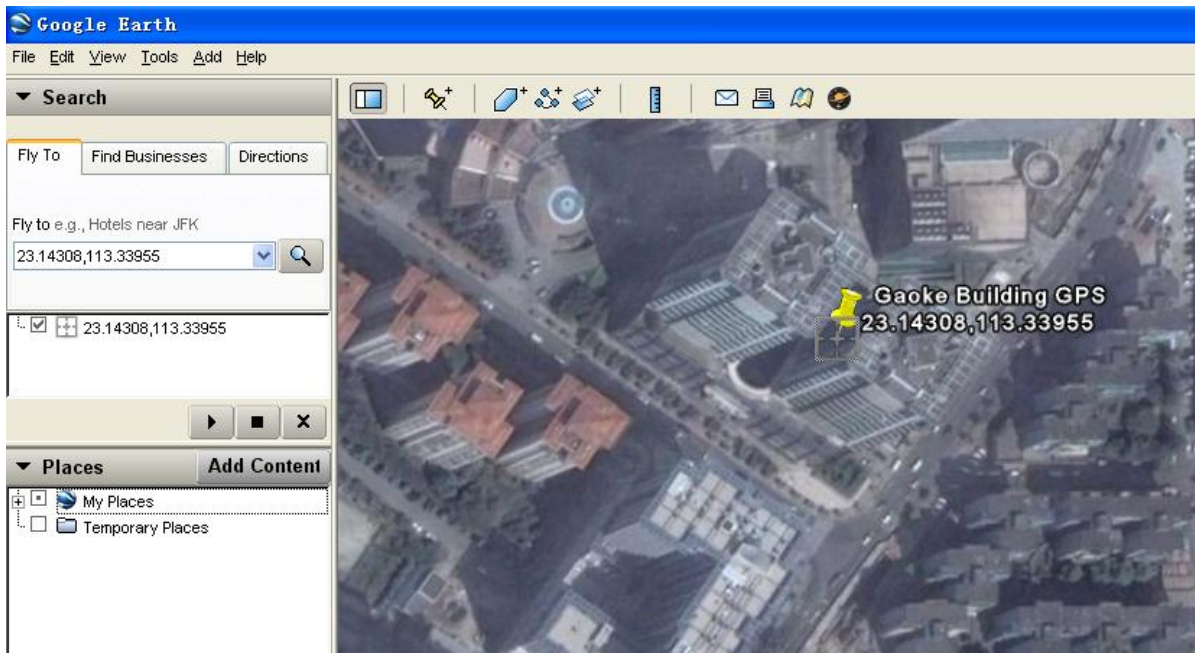 Google Earth
File Edit View Tools Add Help
Search
Fly To Find Businesses Directions
Fly to e.g., Hotels near JFK
23.14308,113.33955
23.14308,113.33955
Places Add Content
My Places
Temporary Places
Gaoke Building GPS
23.14308,113.33955